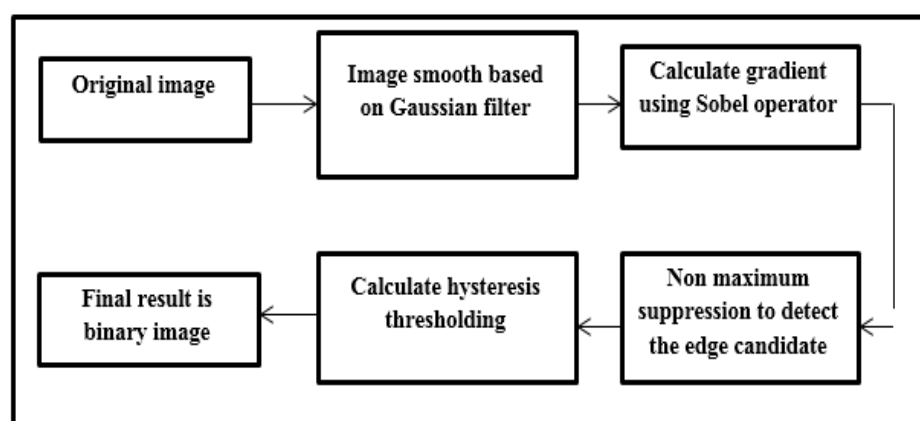 Original image
Image smooth based
on Gaussian filter
Calculate gradient
using Sobel operator
Non maximum
suppression to detect
the edge candidate
Calculate hysteresis
thresholding
Final result is
binary image